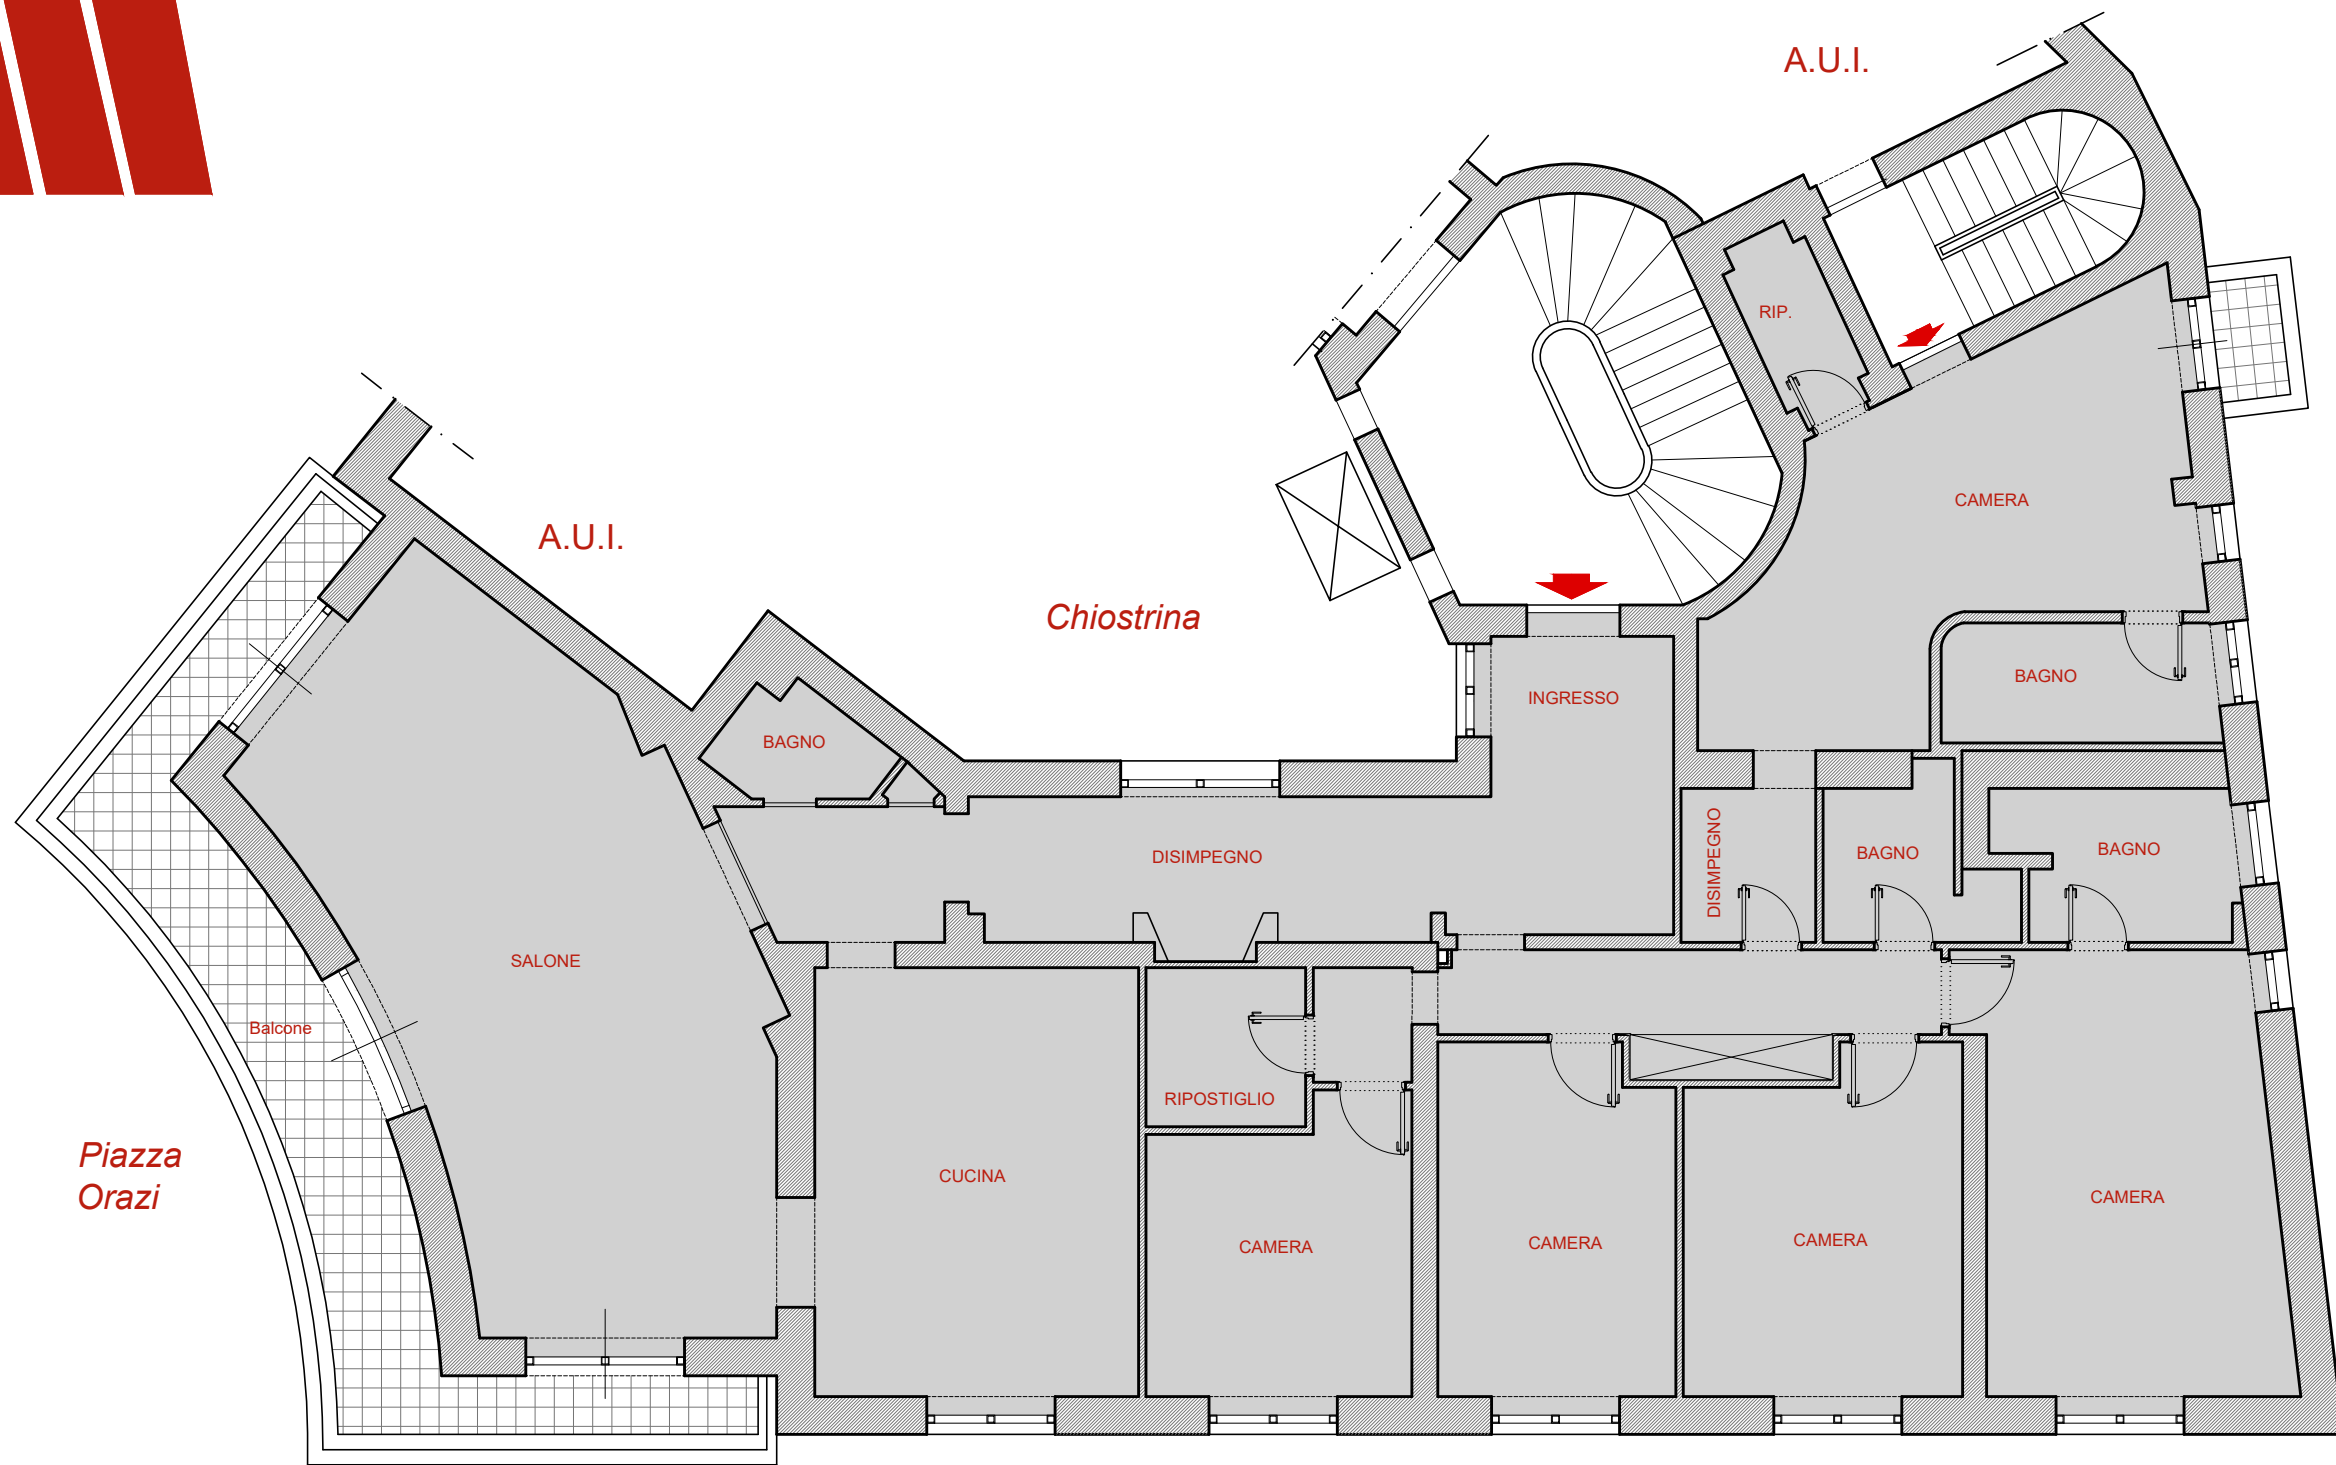 A.U.I.
RIP.
CAMERA
A.U.I.
Chiostrina
BAGNO
INGRESSO
BAGNO
DISIMPEGNO
DISIMPEGNO
BAGNO
BAGNO
SALONE
Balcone
RIPOSTIGLIO
Piazza
Orazi
CUCINA
CAMERA
CAMERA
CAMERA
CAMERA